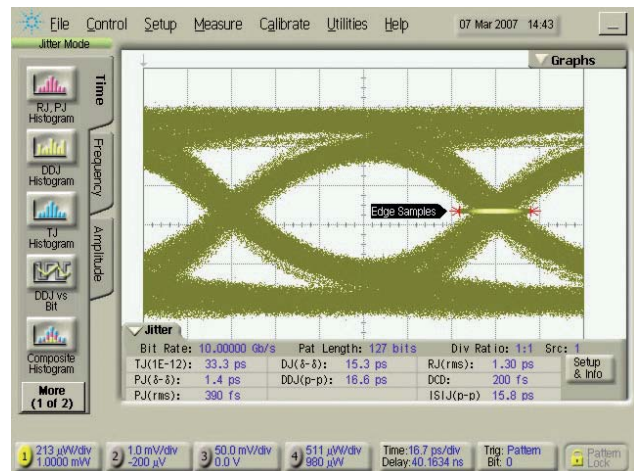 File Control Setup Measure Calibrate Utilities Help 07 Mar 2007 14:43
Jitter Mode
Graphs
RJ, PJ
Histogram
DDJ
Histogram
TJ
Histogram
DDJ vs
Bit
Composite
Histogram
More
(1 of 2)
Time
Frequency
Amplitude
Edge Samples
Jitter
Bit Rate: 10.00000 Gb/s Pat Length: 127 bits Div Ratio: 1:1 Src: 1
TJ(1E-12): 33.3 ps DJ(δ-δ): 15.3 ps RJ(rms): 1.30 ps
PJ(δ-δ): 1.4 ps DDJ(p-p): 16.6 ps DCD: 200 fs
PJ(rms): 390 fs ISI(p-p) 15.8 ps
Setup
& Info
1 213 µW/div
1.0000 mW
2 1.0 mV/div
-200 µV
3 50.0 mV/div
0.0 V
4 511 µW/div
980 µW
Time:16.7 ps/div
Delay:40.1634 ns
Trig: Pattern
Bit: 0
Pattern
Lock